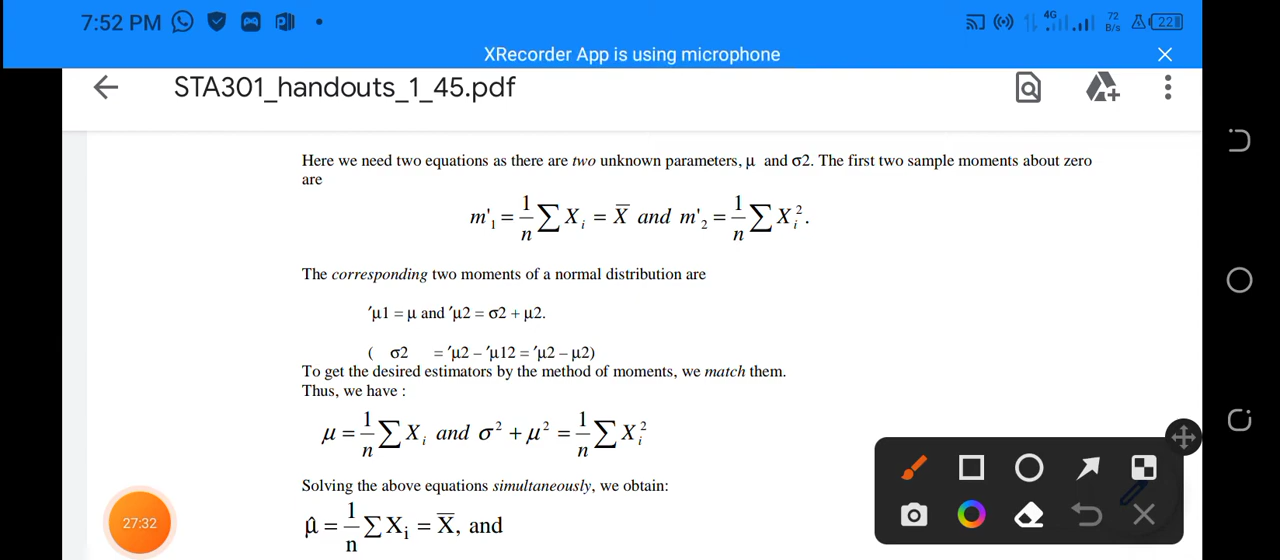 7:52 PM 4G 72 B/s 22
XRecorder App is using microphone
STA301_handouts_1_45.pdf
Here we need two equations as there are two unknown parameters, μ and σ2. The first two sample moments about zero
are
m'₁ = 1/n ∑ Xᵢ = X̅ and m'₂ = 1/n ∑ Xᵢ².
The corresponding two moments of a normal distribution are
′μ1 = μ and ′μ2 = σ2 + μ2.
( σ2 = ′μ2 – ′μ12 = ′μ2 – μ2)
To get the desired estimators by the method of moments, we match them.
Thus, we have :
μ = 1/n ∑ Xᵢ and σ² + μ² = 1/n ∑ Xᵢ²
Solving the above equations simultaneously, we obtain:
μ̂ = 1/n ∑ Xᵢ = X̅, and
27:32